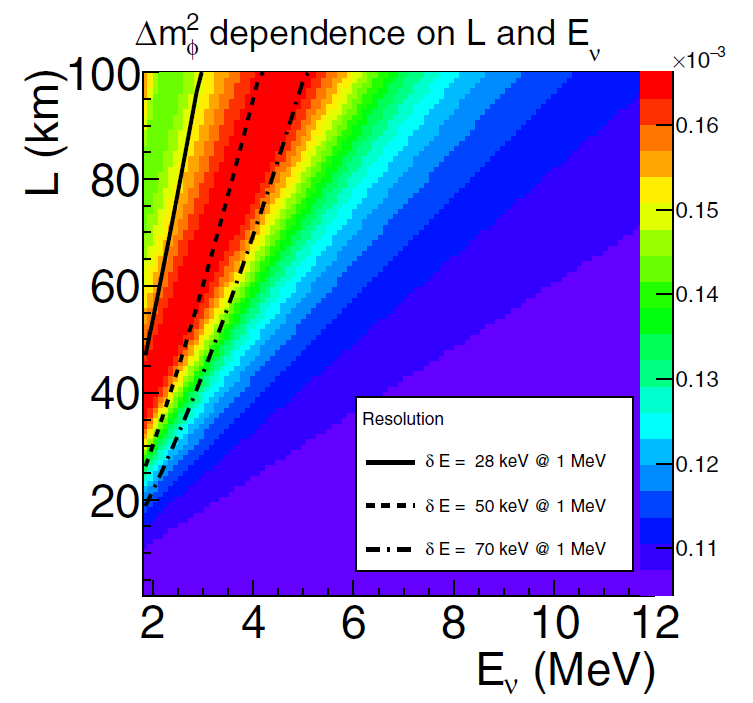 Δm²ϕ dependence on L and Eν
×10⁻³
L (km)
100
80
60
40
20
0.16
0.15
0.14
0.13
0.12
0.11
Resolution
δ E = 28 keV @ 1 MeV
δ E = 50 keV @ 1 MeV
δ E = 70 keV @ 1 MeV
2 4 6 8 10 12
Eν (MeV)